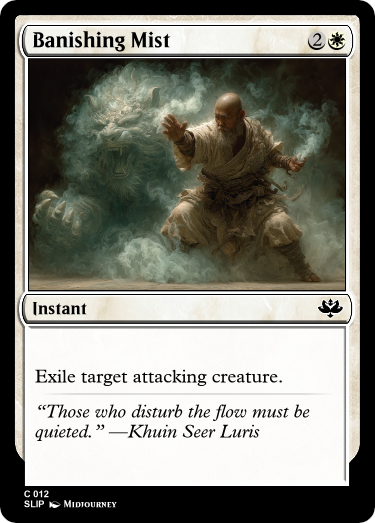 Banishing Mist 2
Instant
Exile target attacking creature.
“Those who disturb the flow must be
quieted.” —Khuin Seer Luris
C 012
SLIP Midjourney